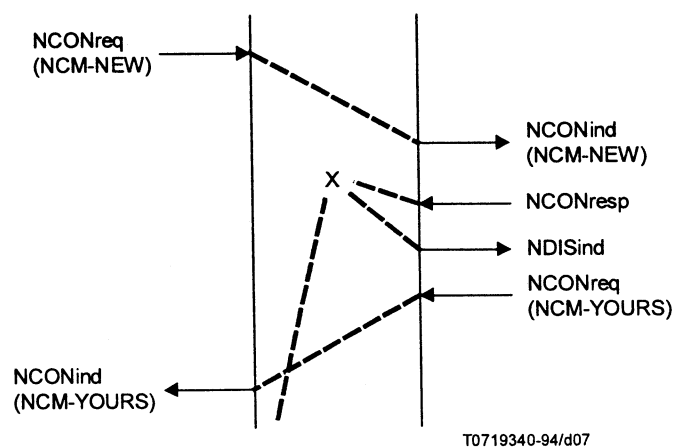 NCONreq
(NCM-NEW)
NCONind
(NCM-NEW)
X
NCONresp
NDISind
NCONreq
(NCM-YOURS)
NCONind
(NCM-YOURS)
T0719340-94/d07